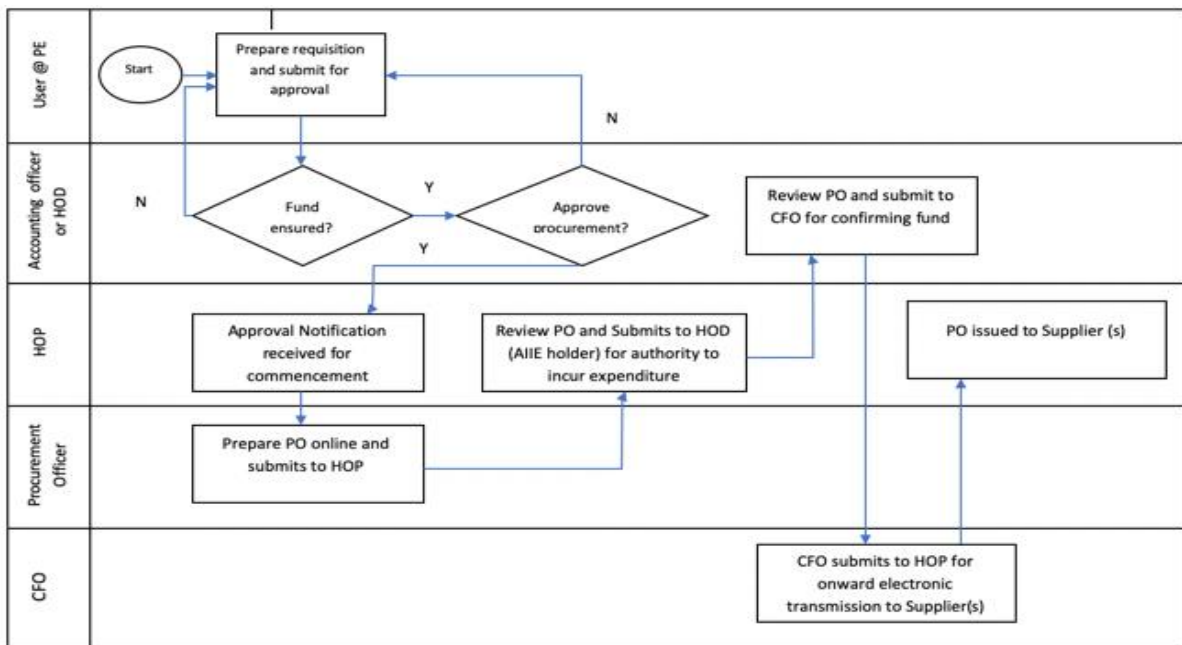 User @ PE
Start
Prepare requisition
and submit for
approval
N
Accounting officer
or HOD
N
Fund
ensured?
Y
Approve
procurement?
Y
Review PO and submit to
CFO for confirming fund
HOP
Approval Notification
received for
commencement
Review PO and Submits to HOD
(AIIE holder) for authority to
incur expenditure
PO issued to Supplier (s)
Procurement
Officer
Prepare PO online and
submits to HOP
CFO
CFO submits to HOP for
onward electronic
transmission to Supplier(s)